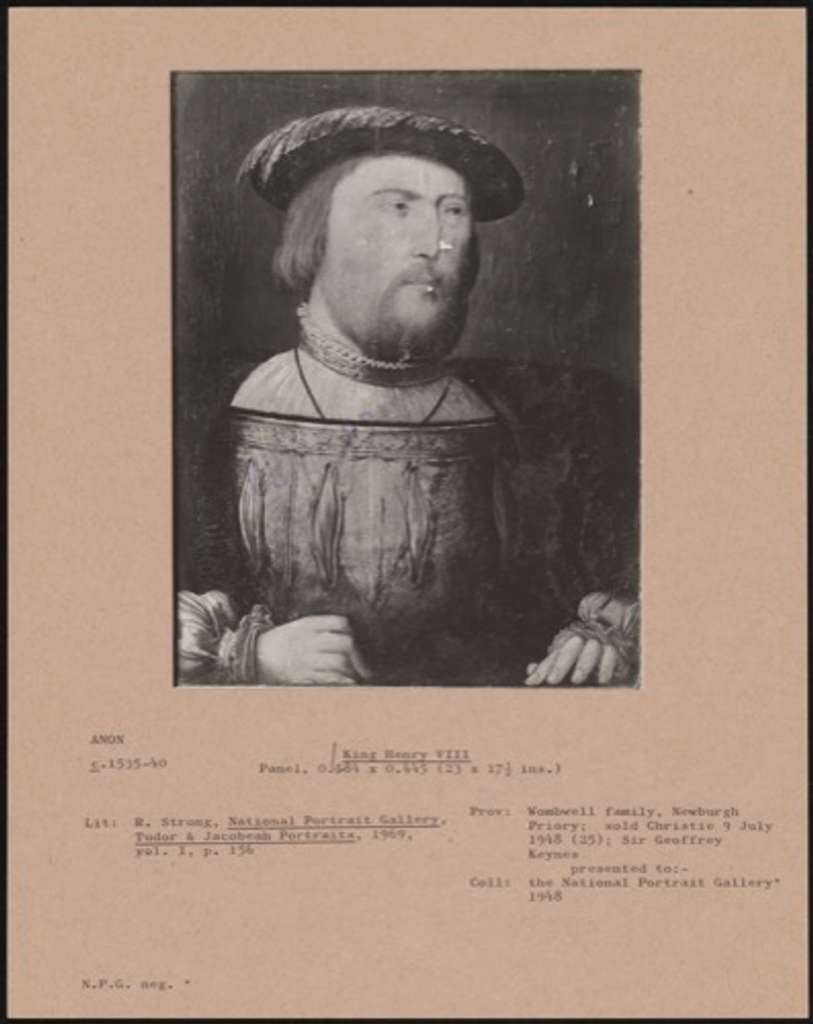 ANON
c.1535-40
King Henry VIII
Panel, 0.584 x 0.445 (23 x 17½ ins.)
Lit: R. Strong, National Portrait Gallery,
Tudor & Jacobean Portraits, 1969,
vol. I, p. 156
Prov: Wombwell family, Newburgh
Priory; sold Christie 9 July
1948 (25); Sir Geoffrey
Keynes
presented to:-
Coll: the National Portrait Gallery*
1948
N.P.G. neg. *